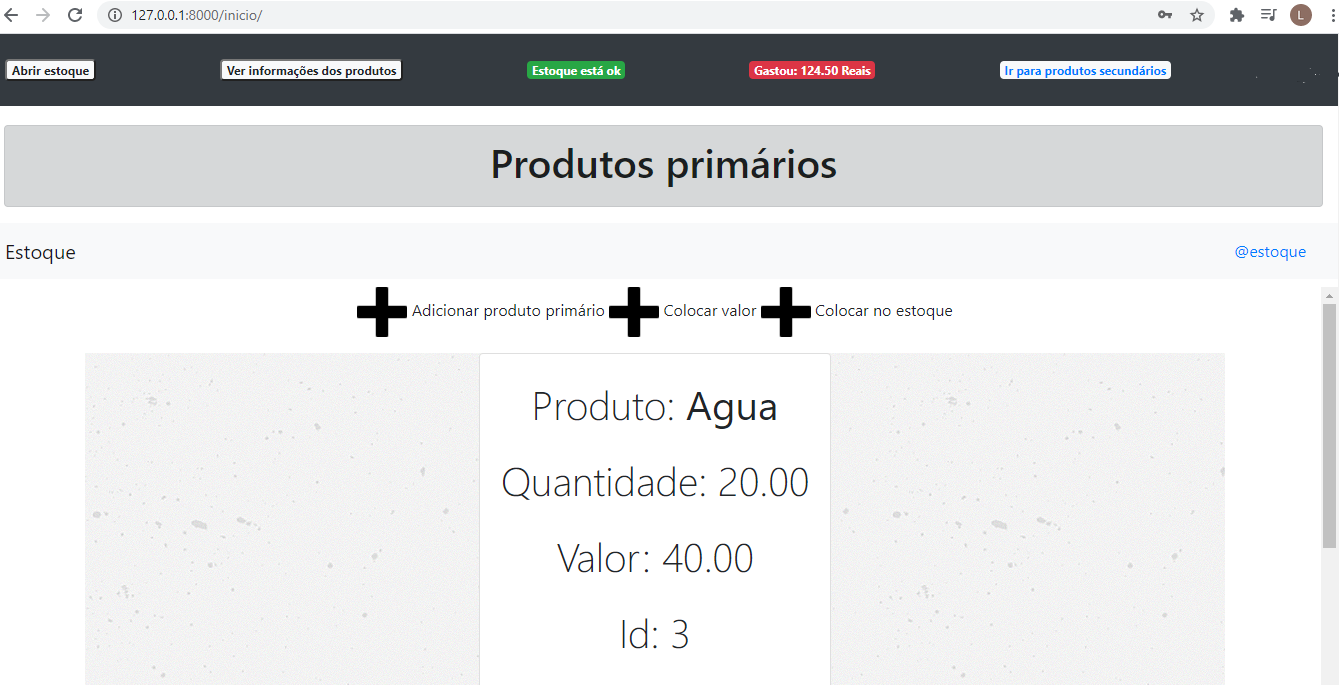 127.0.0.1:8000/inicio/
L
Abrir estoque Ver informações dos produtos Estoque está ok Gastou: 124.50 Reais Ir para produtos secundários
Produtos primários
Estoque @estoque
Adicionar produto primário Colocar valor Colocar no estoque
Produto: Agua
Quantidade: 20.00
Valor: 40.00
Id: 3